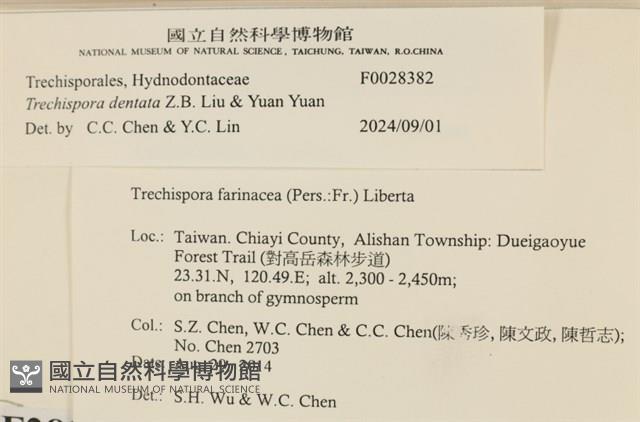 國立自然科學博物館
NATIONAL MUSEUM OF NATURAL SCIENCE, TAICHUNG, TAIWAN, R.O.CHINA
Trechisporales, Hydnodontaceae F0028382
Trechispora dentata Z.B. Liu & Yuan Yuan
Det. by C.C. Chen & Y.C. Lin 2024/09/01
Trechispora farinacea (Pers.:Fr.) Liberta
Loc.: Taiwan. Chiayi County, Alishan Township: Dueigaoyue
Forest Trail (對高岳森林步道)
23.31.N, 120.49.E; alt. 2,300 - 2,450m;
on branch of gymnosperm
Col.: S.Z. Chen, W.C. Chen & C.C. Chen(陳秀珍, 陳文政, 陳哲志);
No. Chen 2703
Date 2014
國立自然科學博物館
NATIONAL MUSEUM OF NATURAL SCIENCE
Det.: S.H. Wu & W.C. Chen